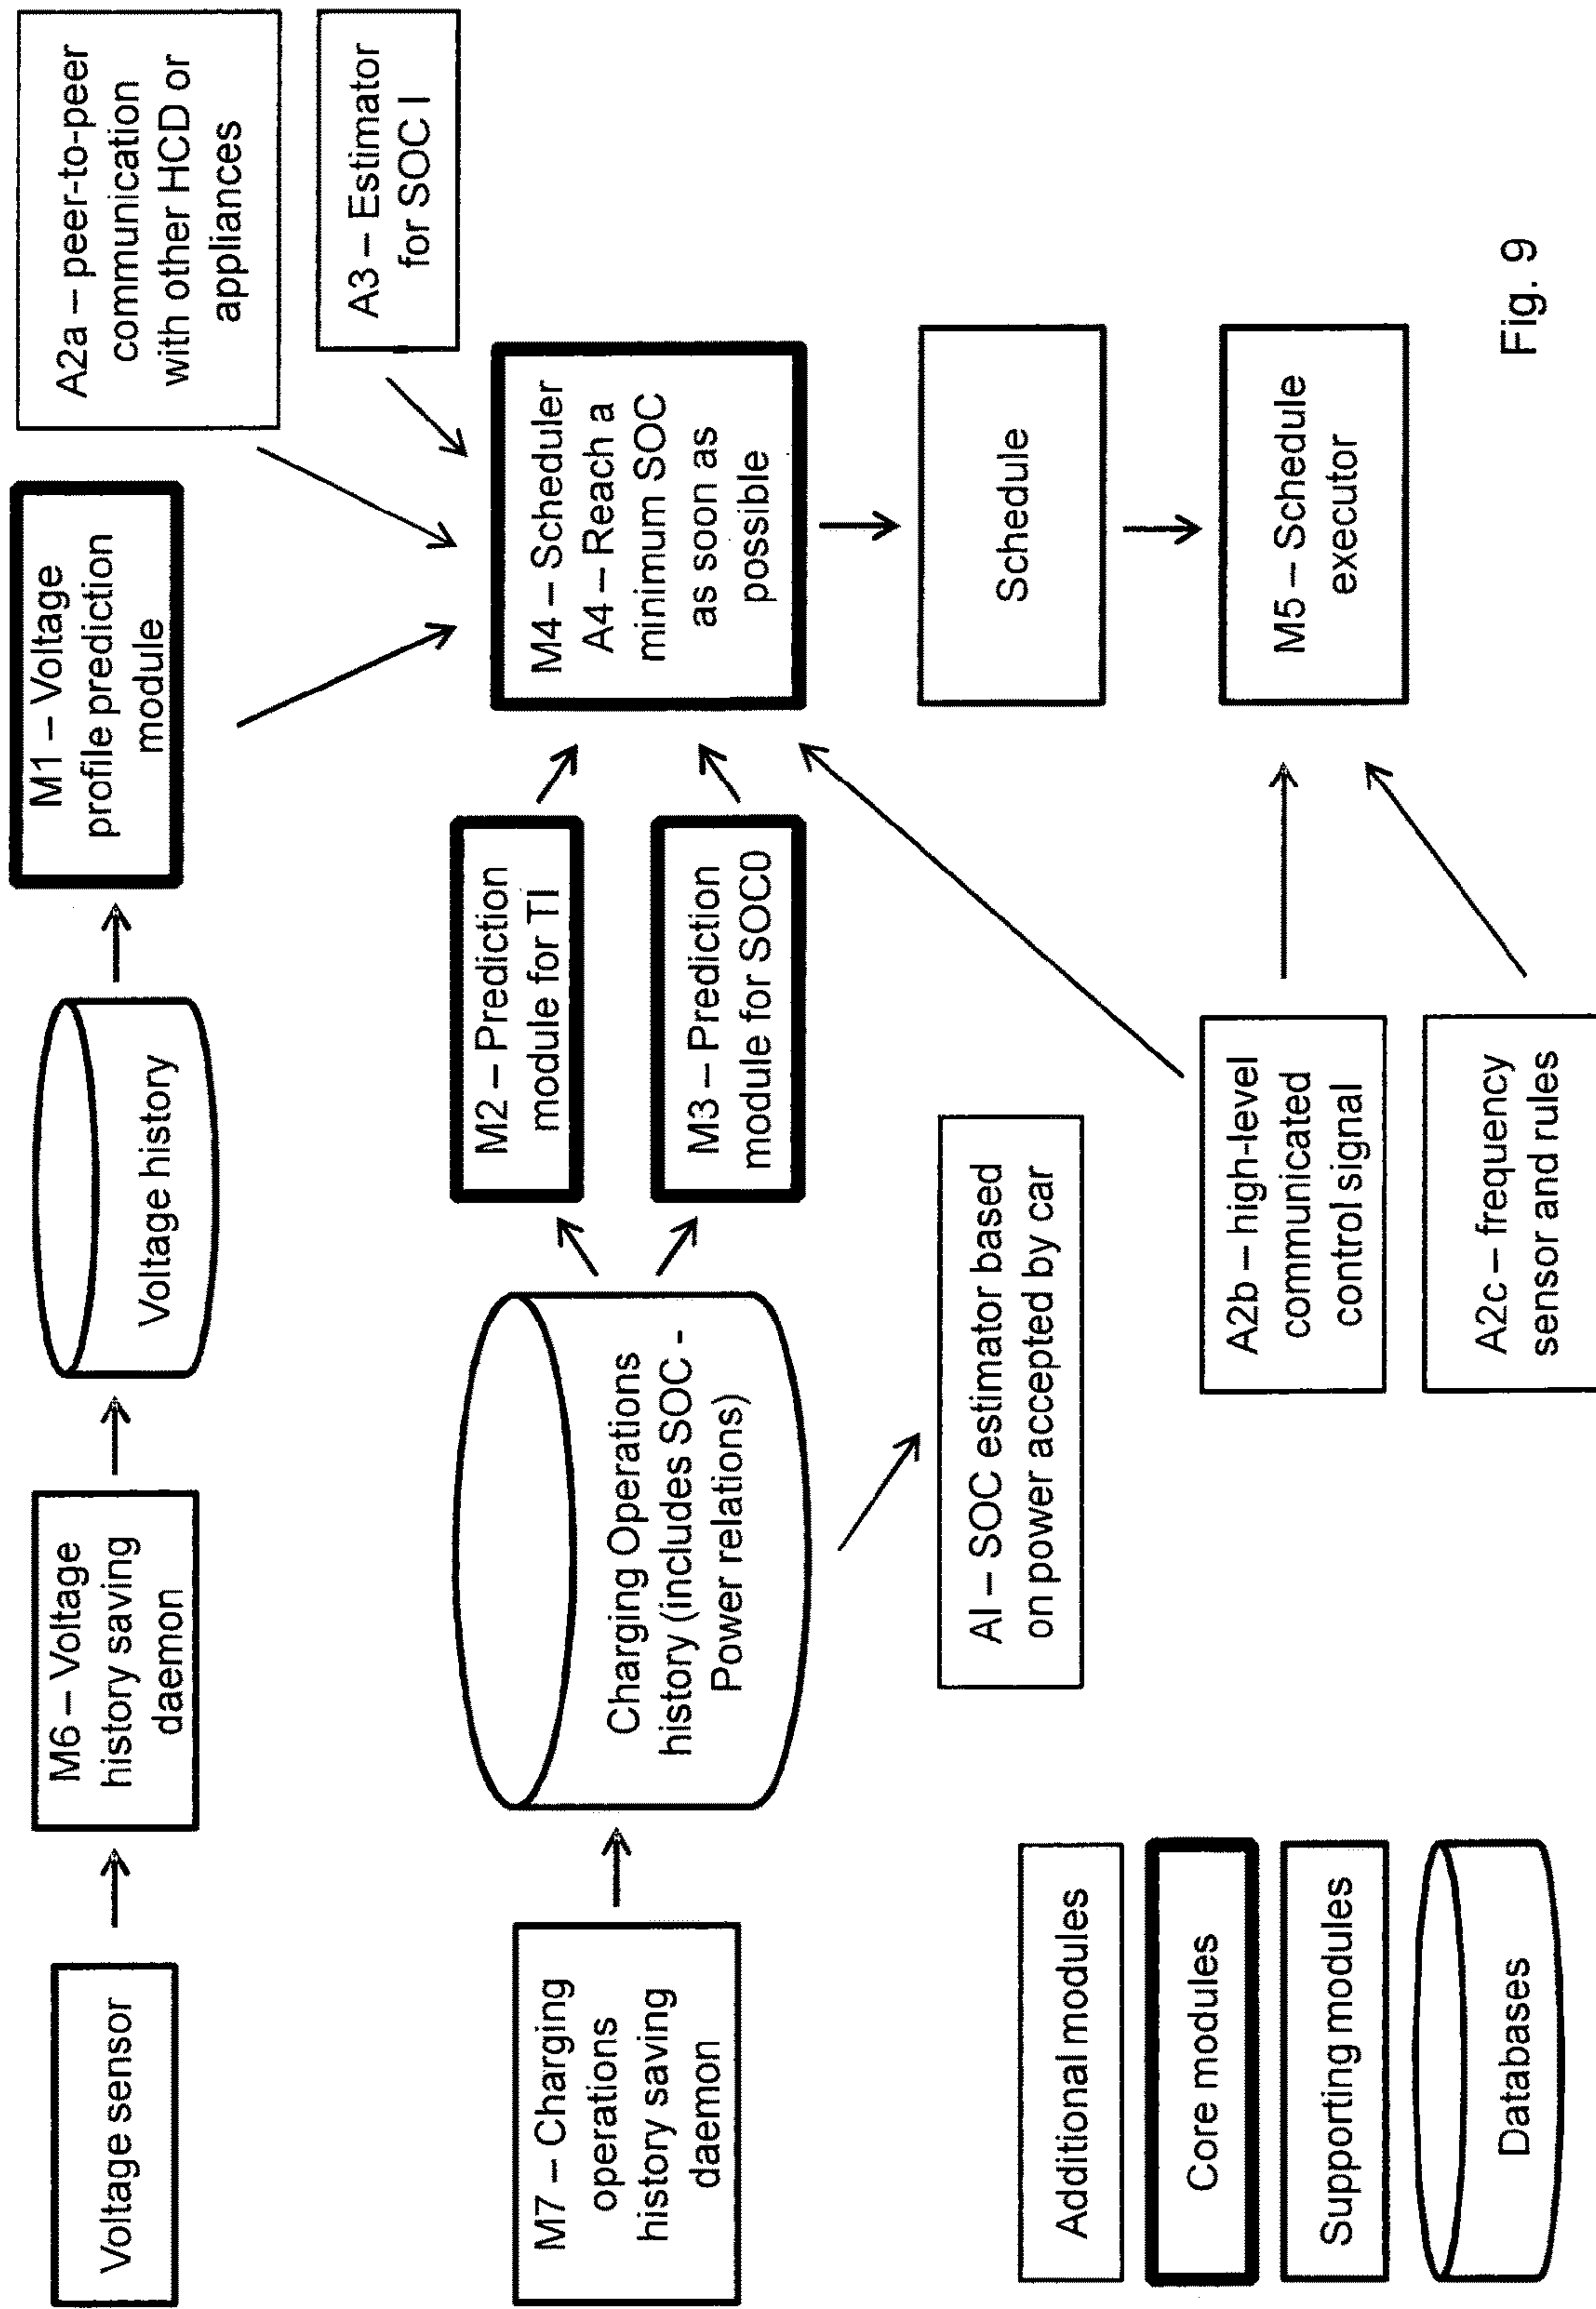 Voltage sensor
M6 – Voltage
history saving
daemon
Voltage history
M1 – Voltage
profile prediction
module
A2a – peer-to-peer
communication
with other HCD or
appliances
A3 – Estimator
for SOC I
M7 – Charging
operations
history saving
daemon
Charging Operations
history (includes SOC -
Power relations)
M2 – Prediction
module for TI
M3 – Prediction
module for SOC0
M4 – Scheduler
A4 – Reach a
minimum SOC
as soon as
possible
AI – SOC estimator based
on power accepted by car
Schedule
A2b – high-level
communicated
control signal
M5 – Schedule
executor
A2c – frequency
sensor and rules
Additional modules
Core modules
Supporting modules
Databases
Fig. 9